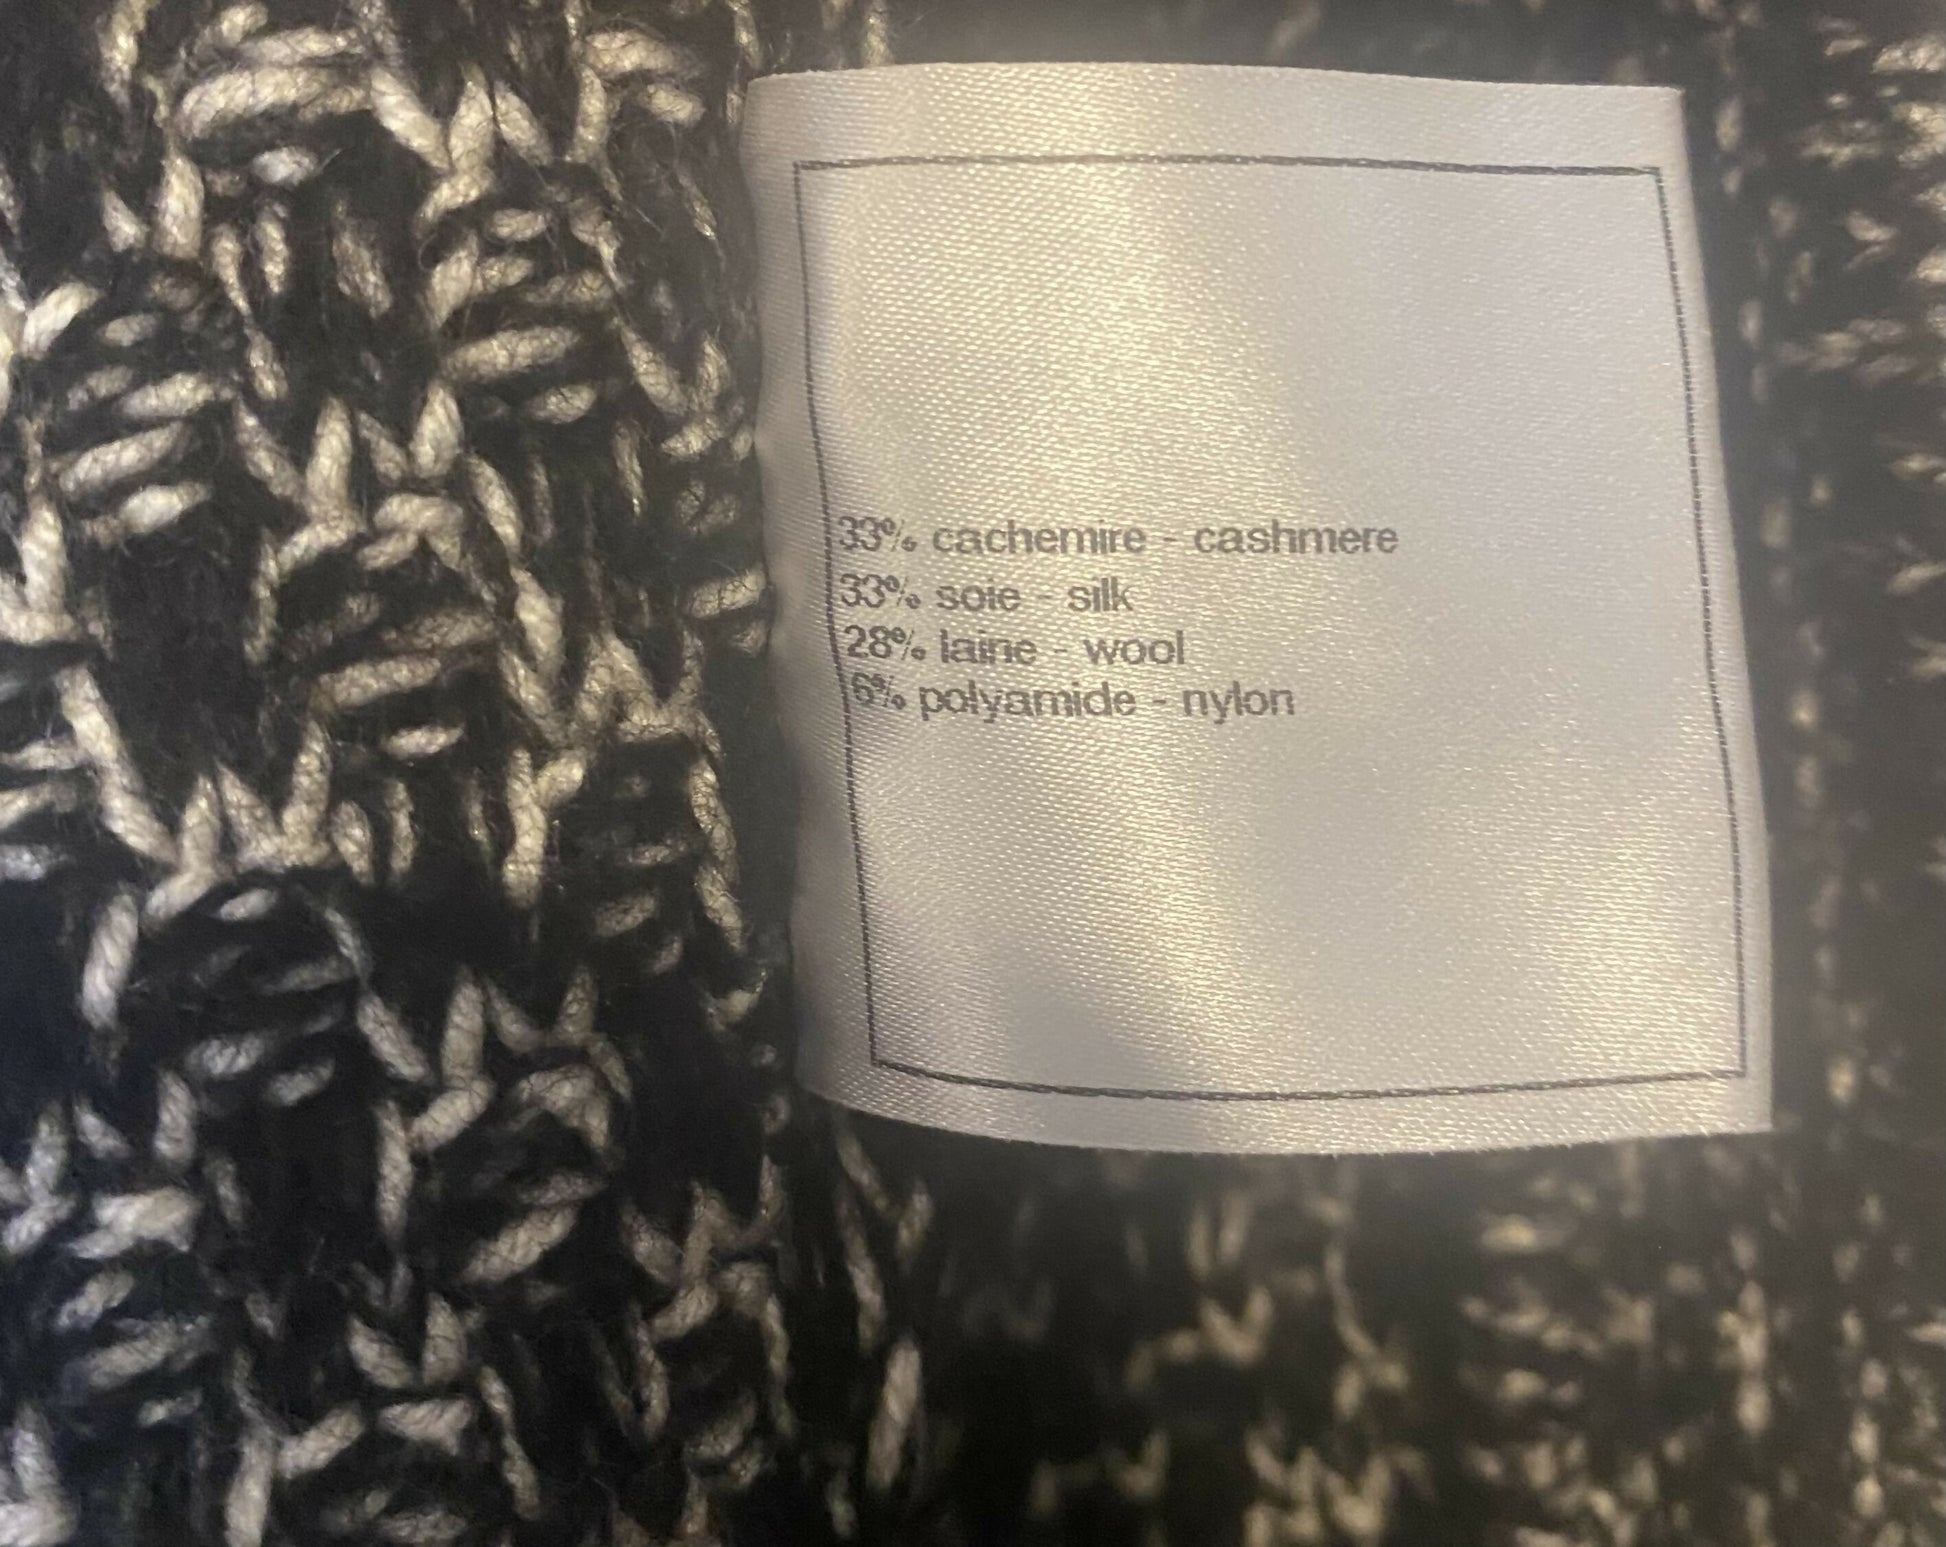 33% cachemire - cashmere
33% soie - silk
28% laine - wool
6% polyamide - nylon